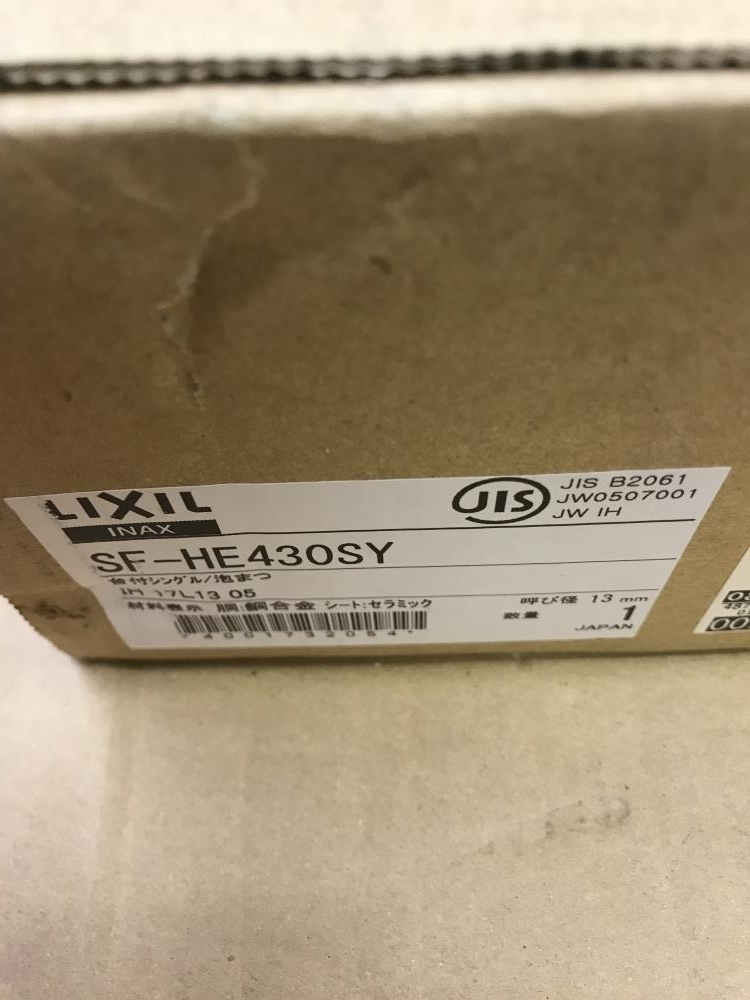 LIXIL
INAX
JIS
JIS B2061
JW0507001
JW IH
SF-HE430SY
台付シングル/泡まつ
IH 17L13 05
材料表示 胴:銅合金 シート:セラミック
呼び径 13 mm
数量 1
JAPAN